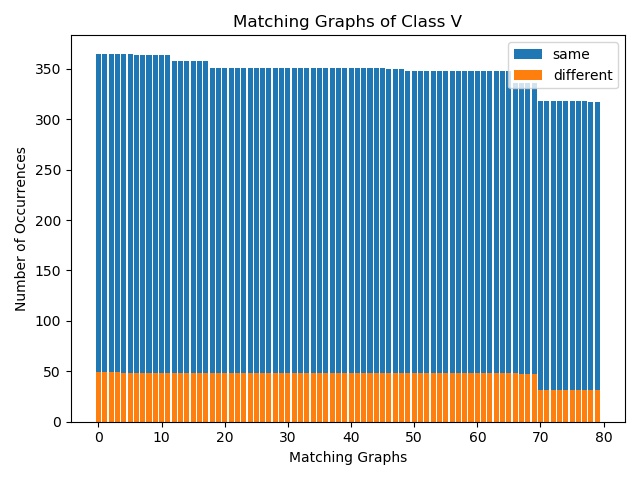 Matching Graphs of Class V
same
different
Number of Occurrences
350
300
250
200
150
100
50
0
0 10 20 30 40 50 60 70 80
Matching Graphs